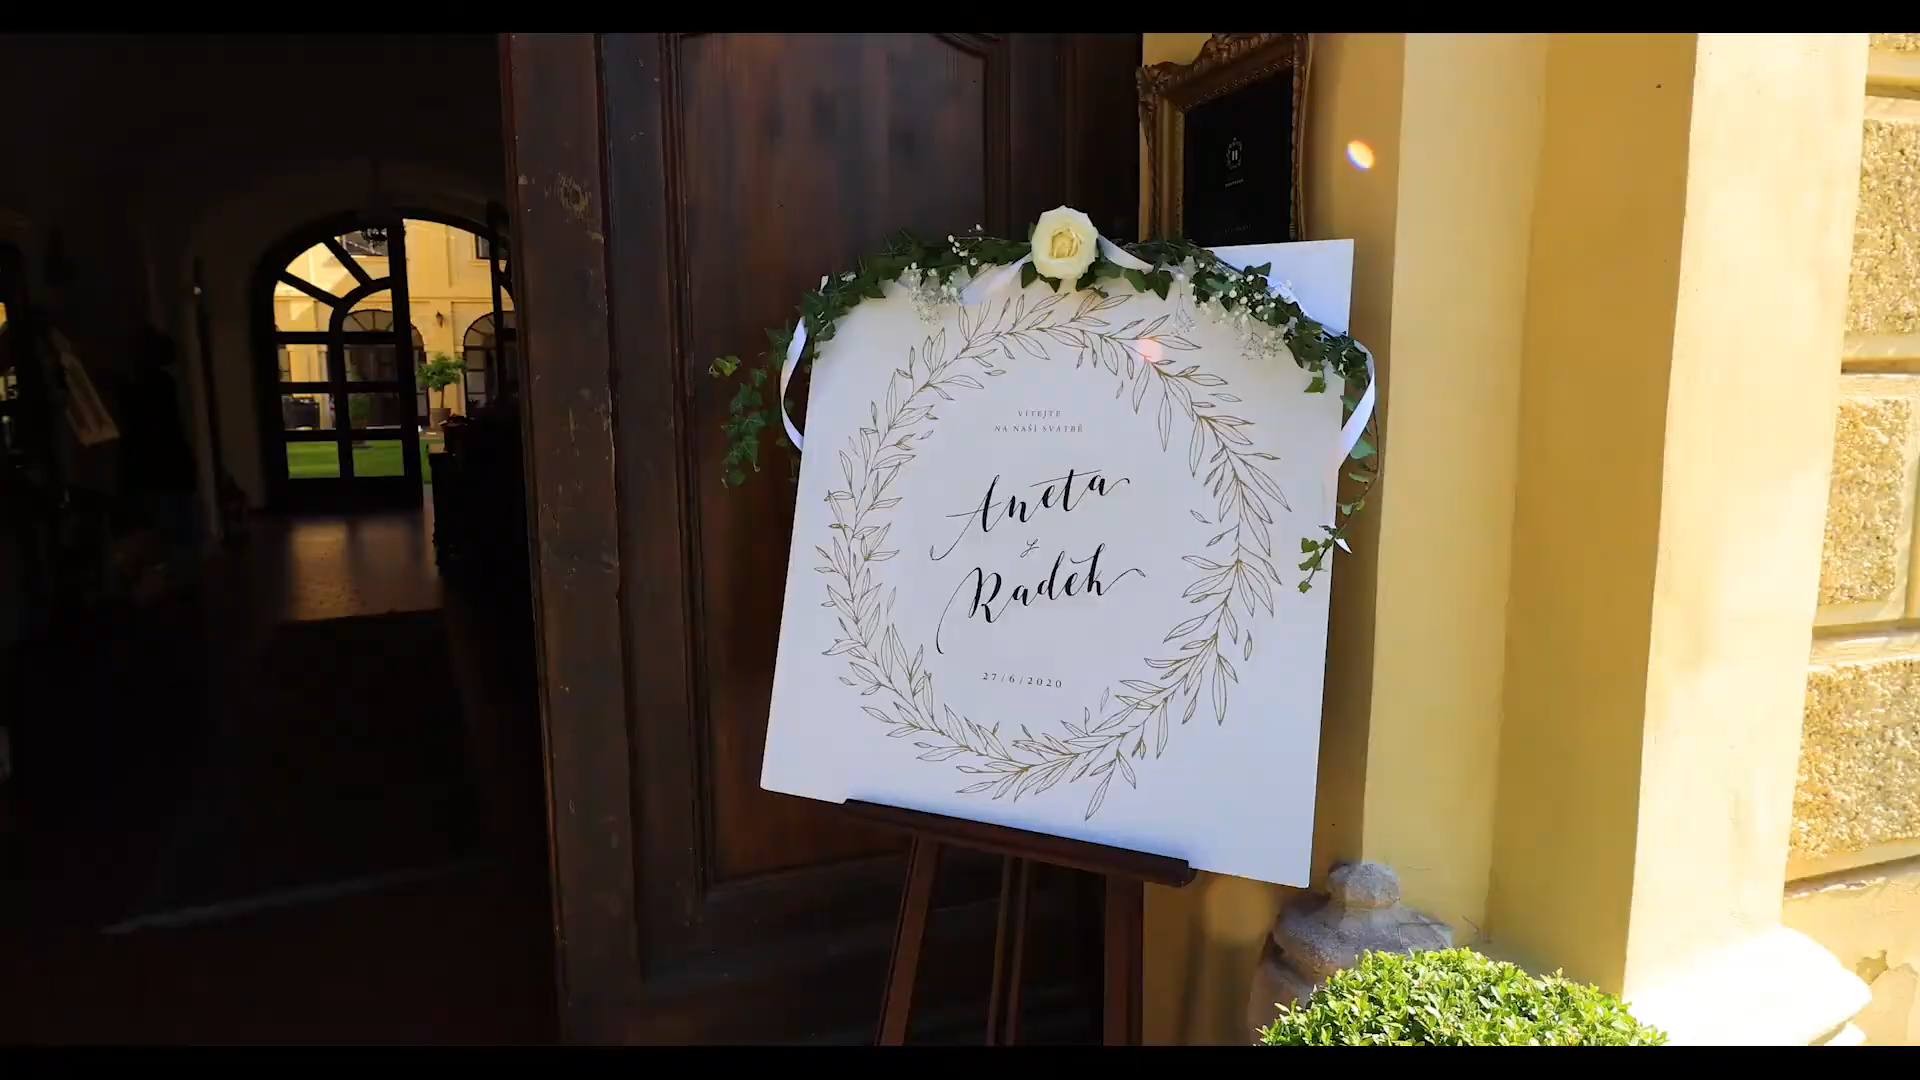 VÍTEJTE
NA NAŠÍ SVATBĚ
Aneta
&
Radek
27/6/2020